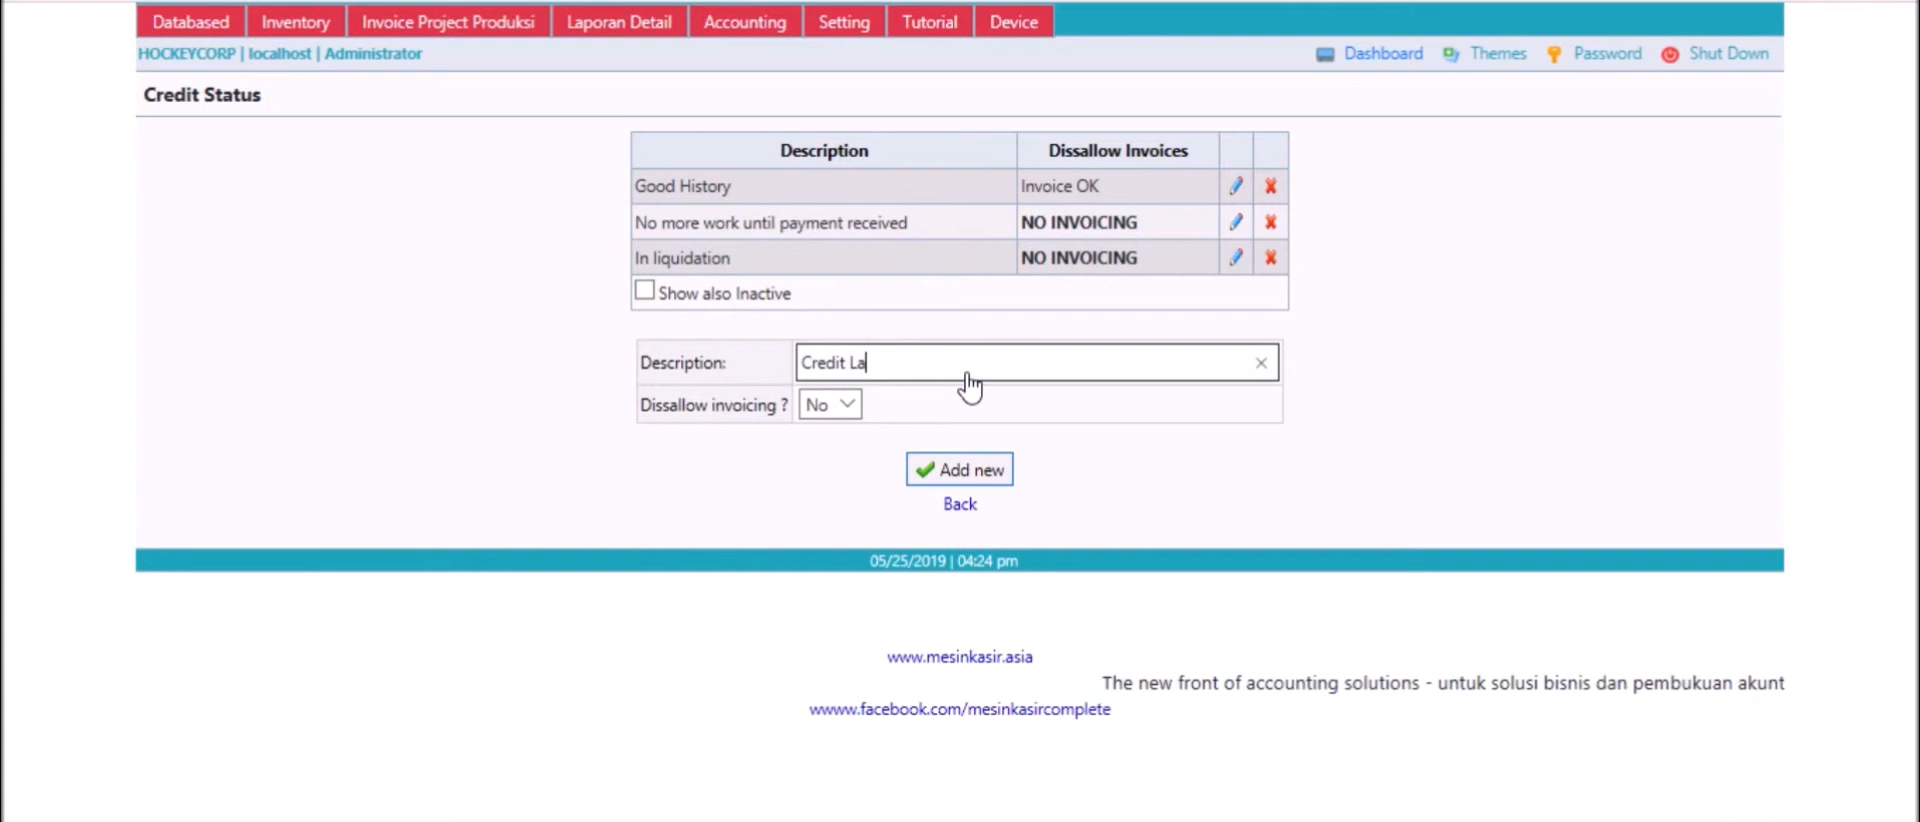 Databased Inventory Invoice Project Produksi Laporan Detail Accounting Setting Tutorial Device
HOCKEYCORP | localhost | Administrator Dashboard Themes Password Shut Down
Credit Status
Description Dissallow Invoices
Good History Invoice OK
No more work until payment received NO INVOICING
In liquidation NO INVOICING
Show also Inactive
Description: Credit La
Dissallow invoicing ? No
Add new
Back
05/25/2019 | 04:24 pm
www.mesinkasir.asia
The new front of accounting solutions - untuk solusi bisnis dan pembukuan akunt
wwww.facebook.com/mesinkasircomplete